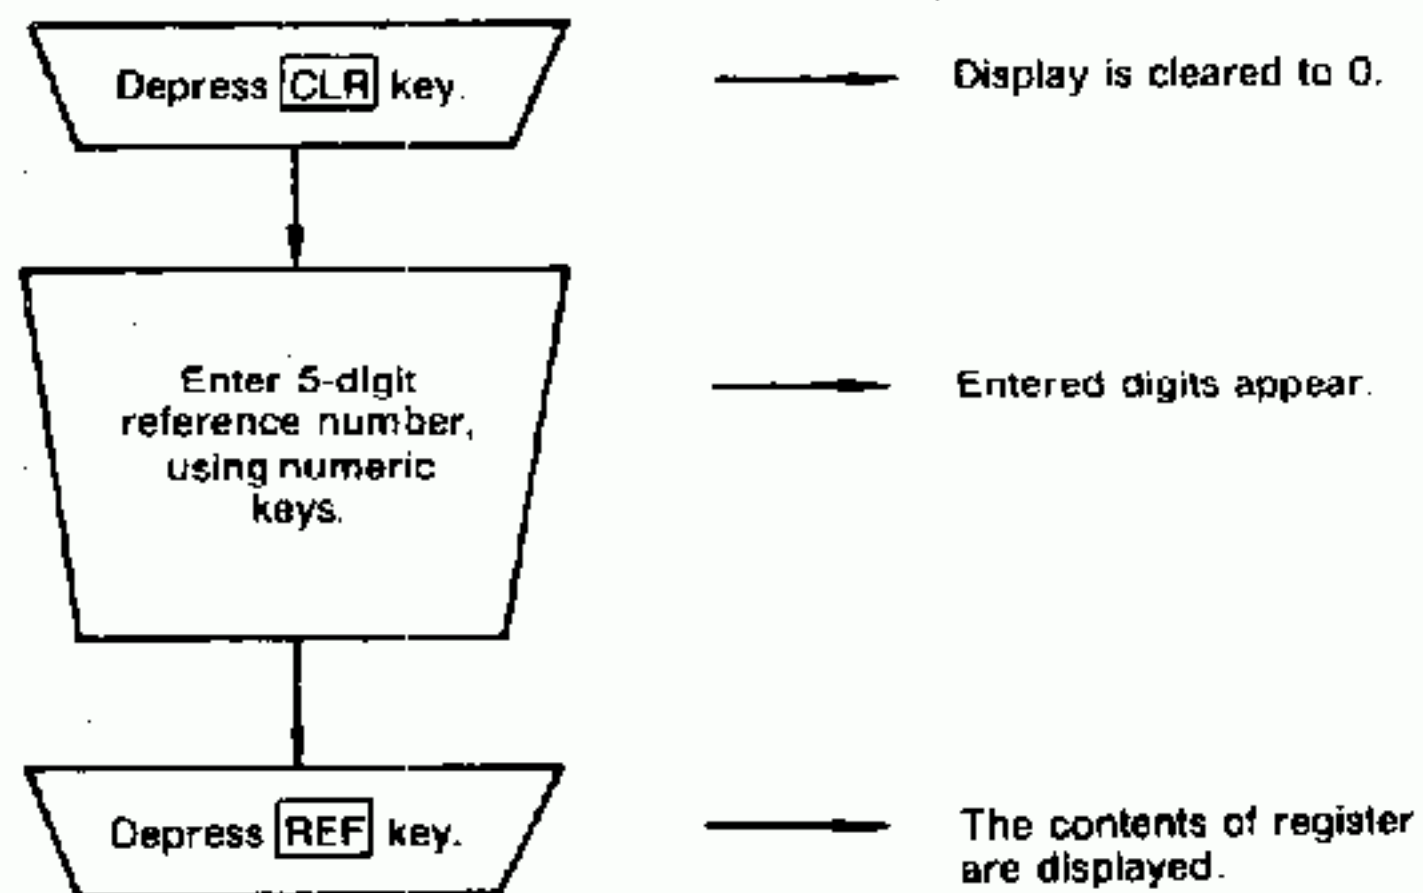 Depress CLR key.
Display is cleared to 0.
Enter 5-digit
reference number,
using numeric
keys.
Entered digits appear.
Depress REF key.
The contents of register
are displayed.